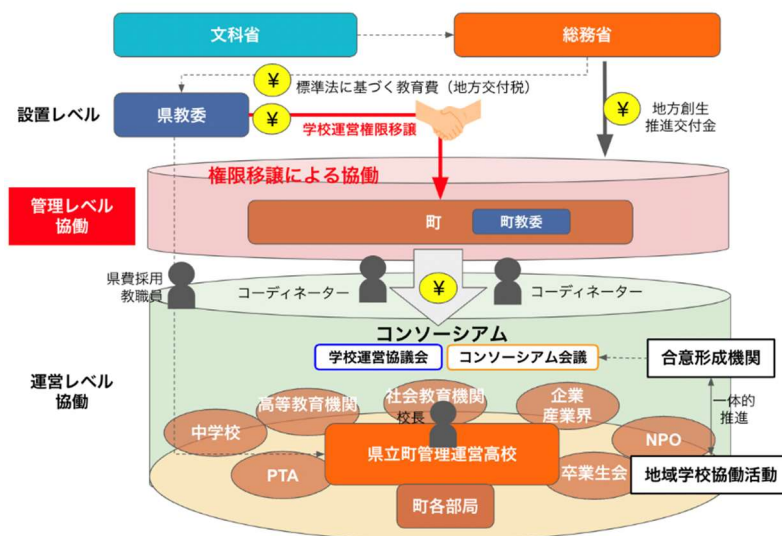 文科省
総務省
¥
標準法に基づく教育費（地方交付税）
設置レベル
県教委
¥
学校運営権限移譲
¥
地方創生
推進交付金
権限移譲による協働
管理レベル
協働
町
町教委
県費採用
教職員
コーディネーター
¥
コーディネーター
コンソーシアム
学校運営協議会
コンソーシアム会議
合意形成機関
運営レベル
協働
高等教育機関
社会教育機関
企業
産業界
一体的
推進
中学校
校長
NPO
県立町管理運営高校
PTA
卒業生会
地域学校協働活動
町各部局